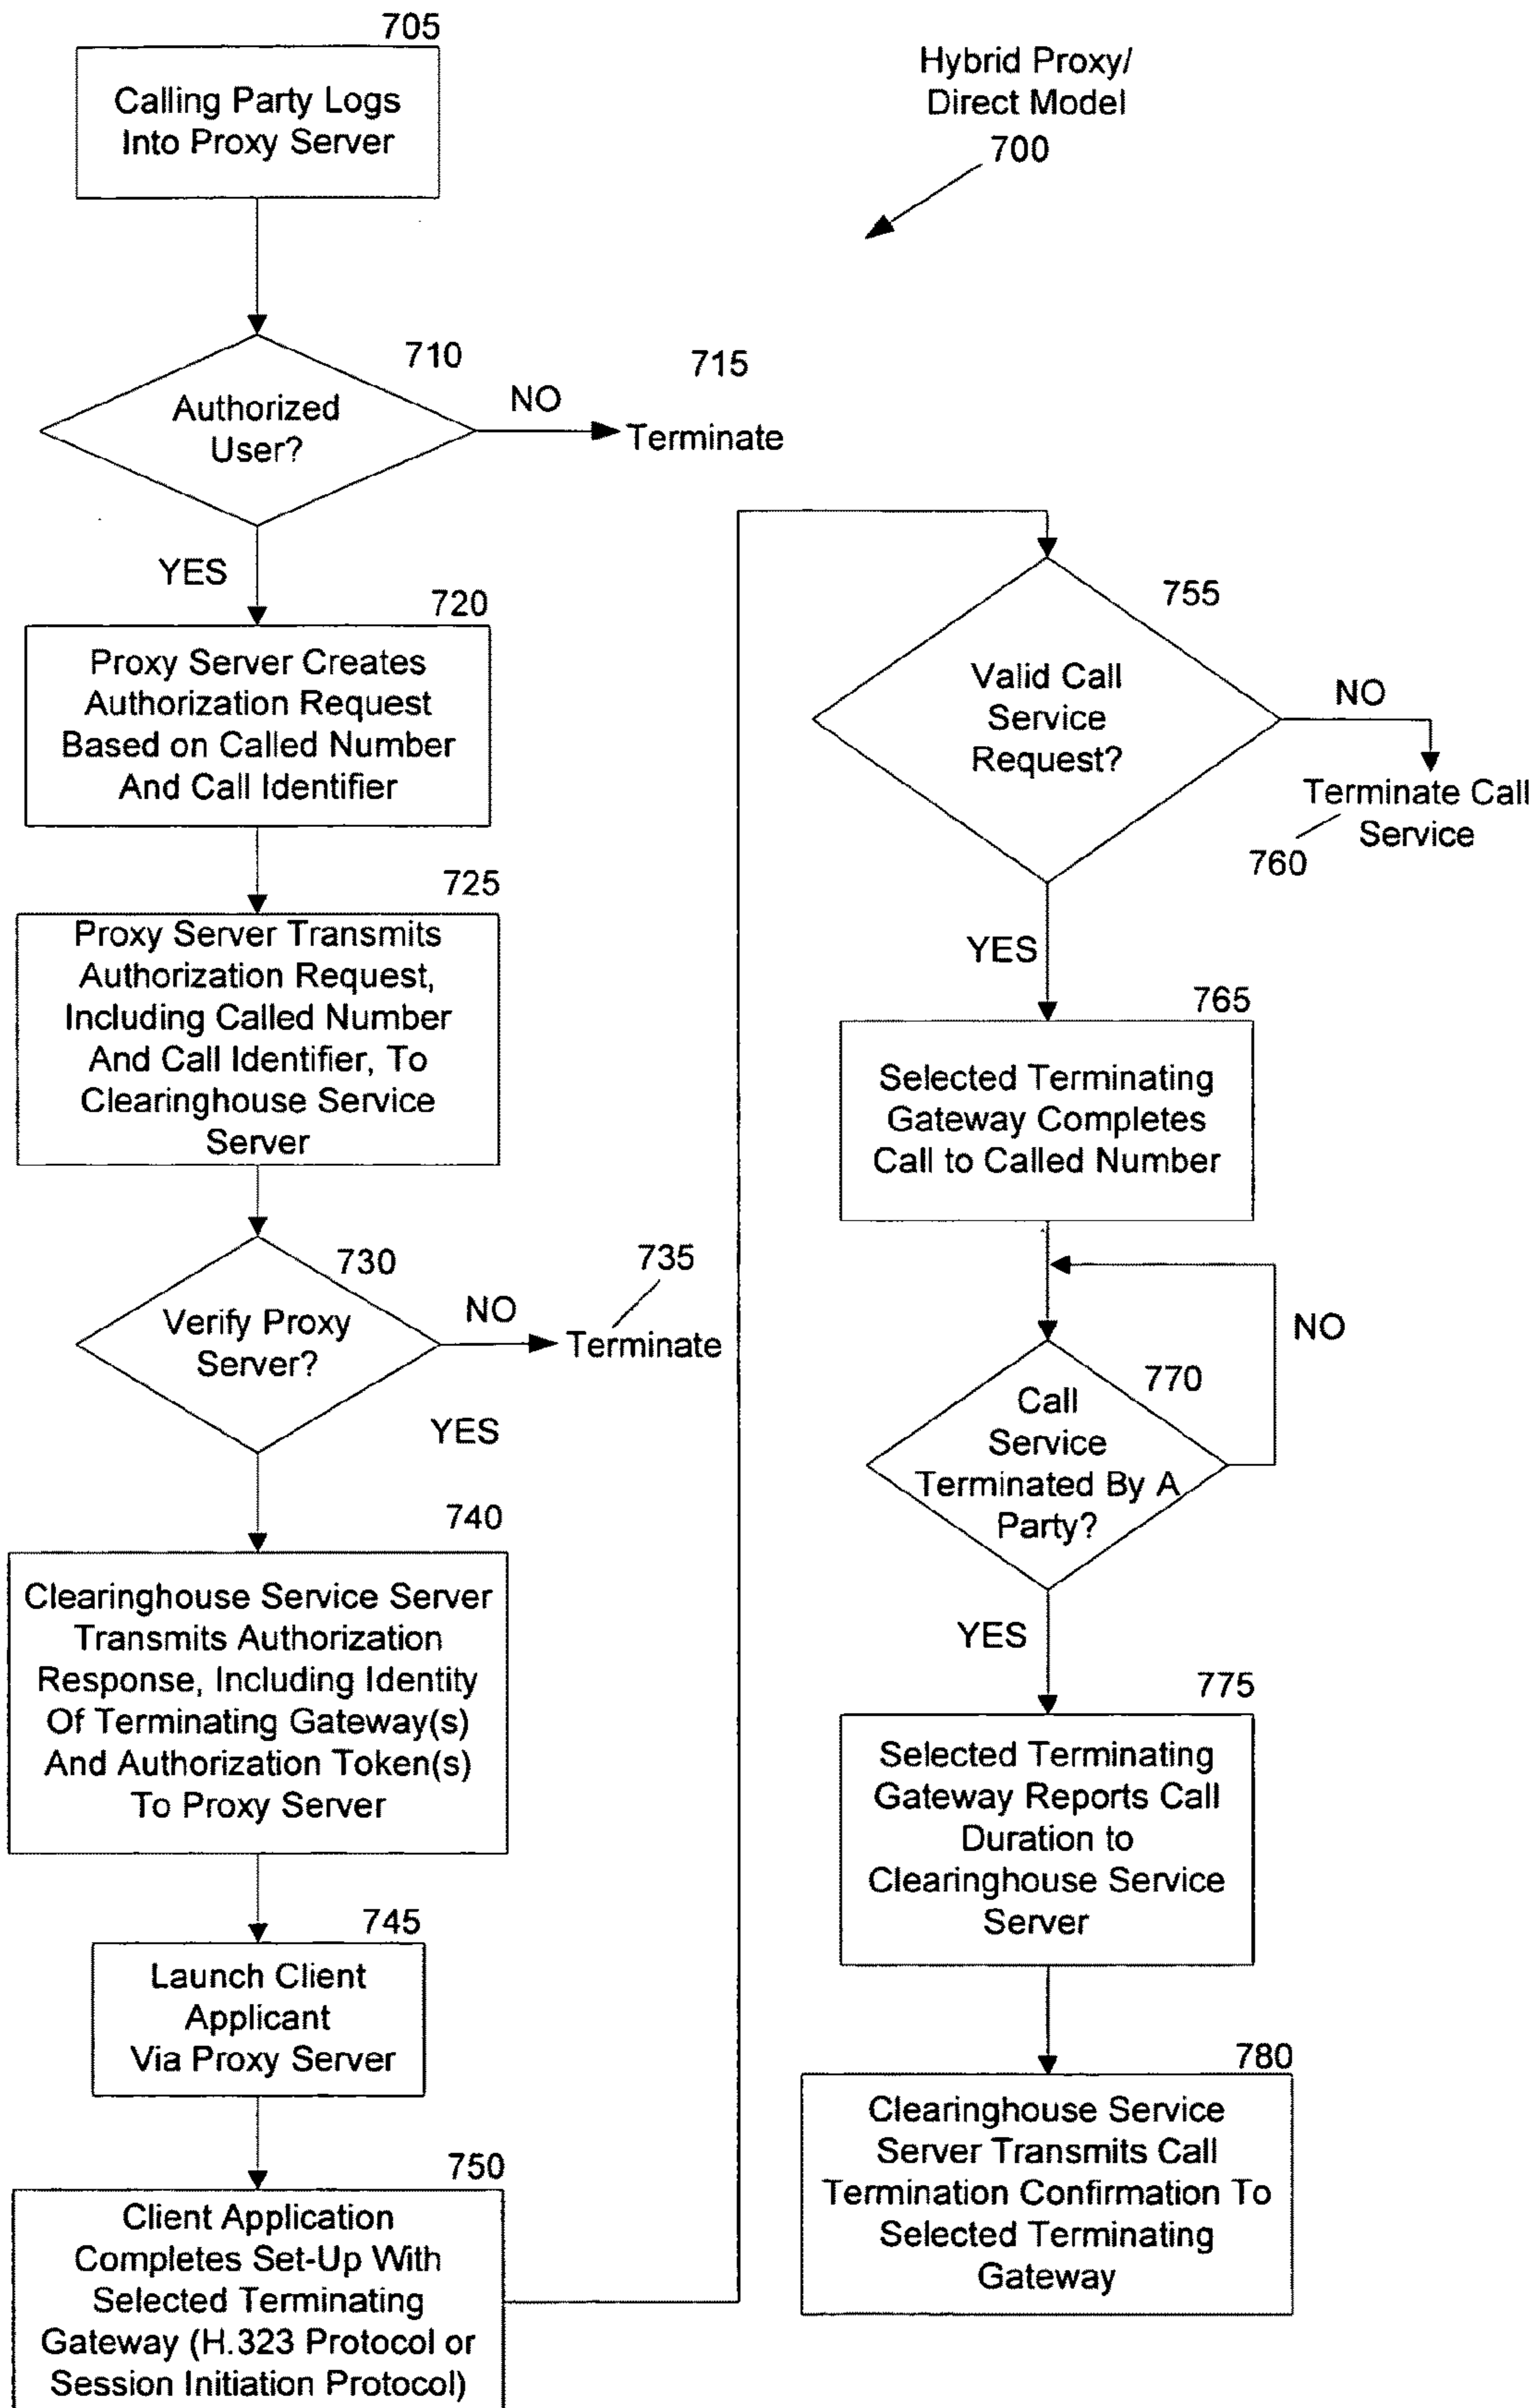 705
Calling Party Logs
Into Proxy Server
Hybrid Proxy/
Direct Model
700
710
Authorized
User?
NO
715
Terminate
YES
720
Proxy Server Creates
Authorization Request
Based on Called Number
And Call Identifier
725
Proxy Server Transmits
Authorization Request,
Including Called Number
And Call Identifier, To
Clearinghouse Service
Server
730
Verify Proxy
Server?
NO
735
Terminate
YES
740
Clearinghouse Service Server
Transmits Authorization
Response, Including Identity
Of Terminating Gateway(s)
And Authorization Token(s)
To Proxy Server
745
Launch Client
Applicant
Via Proxy Server
750
Client Application
Completes Set-Up With
Selected Terminating
Gateway (H.323 Protocol or
Session Initiation Protocol)
755
Valid Call
Service
Request?
NO
Terminate Call
Service
760
YES
765
Selected Terminating
Gateway Completes
Call to Called Number
NO
770
Call
Service
Terminated By A
Party?
YES
775
Selected Terminating
Gateway Reports Call
Duration to
Clearinghouse Service
Server
780
Clearinghouse Service
Server Transmits Call
Termination Confirmation To
Selected Terminating
Gateway